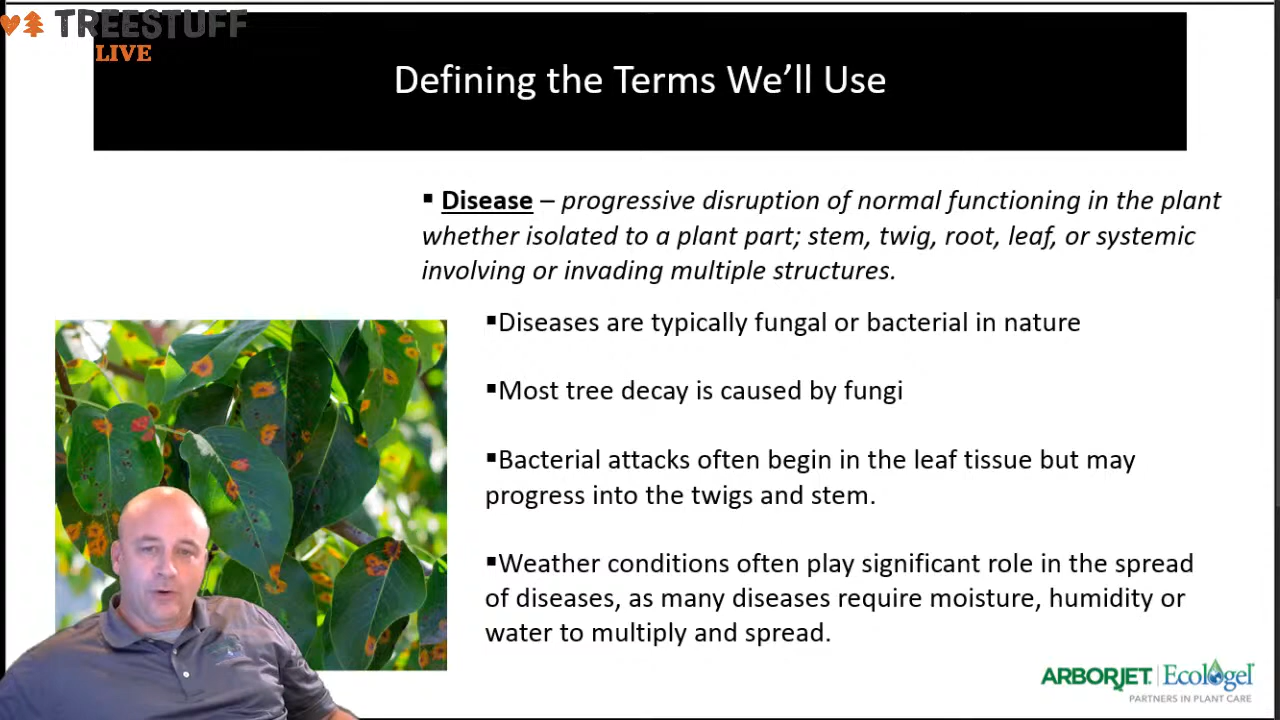 TREESTUFF
LIVE
Defining the Terms We’ll Use
▪ Disease – progressive disruption of normal functioning in the plant
whether isolated to a plant part; stem, twig, root, leaf, or systemic
involving or invading multiple structures.
▪Diseases are typically fungal or bacterial in nature
▪Most tree decay is caused by fungi
▪Bacterial attacks often begin in the leaf tissue but may
progress into the twigs and stem.
▪Weather conditions often play significant role in the spread
of diseases, as many diseases require moisture, humidity or
water to multiply and spread.
ARBORJET | Ecologel
PARTNERS IN PLANT CARE